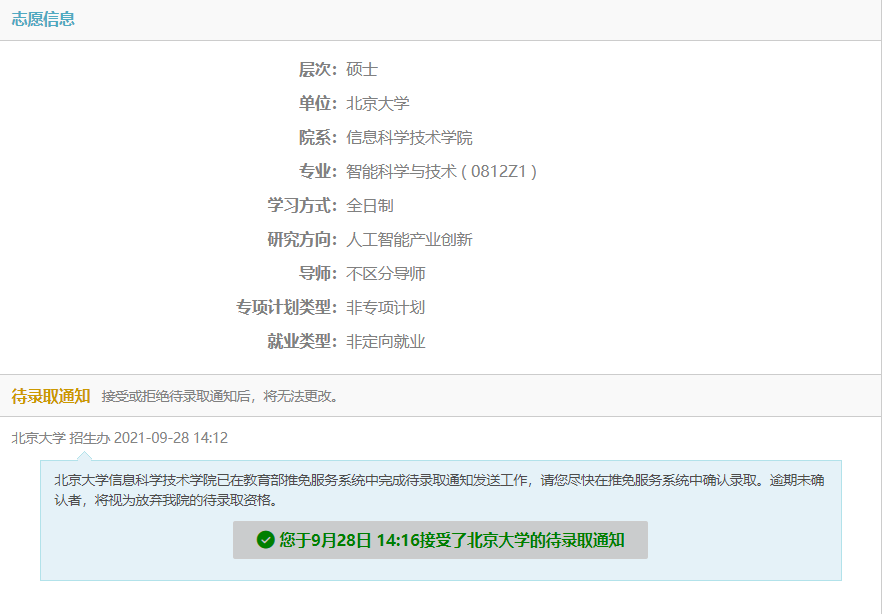 志愿信息
层次：硕士
单位：北京大学
院系：信息科学技术学院
专业：智能科学与技术 ( 0812Z1 )
学习方式：全日制
研究方向：人工智能产业创新
导师：不区分导师
专项计划类型：非专项计划
就业类型：非定向就业
待录取通知 接受或拒绝待录取通知后，将无法更改。
北京大学 招生办 2021-09-28 14:12
北京大学信息科学技术学院已在教育部推免服务系统中完成待录取通知发送工作，请您尽快在推免服务系统中确认录取。逾期未确
认者，将视为放弃我院的待录取资格。
您于9月28日 14:16接受了北京大学的待录取通知